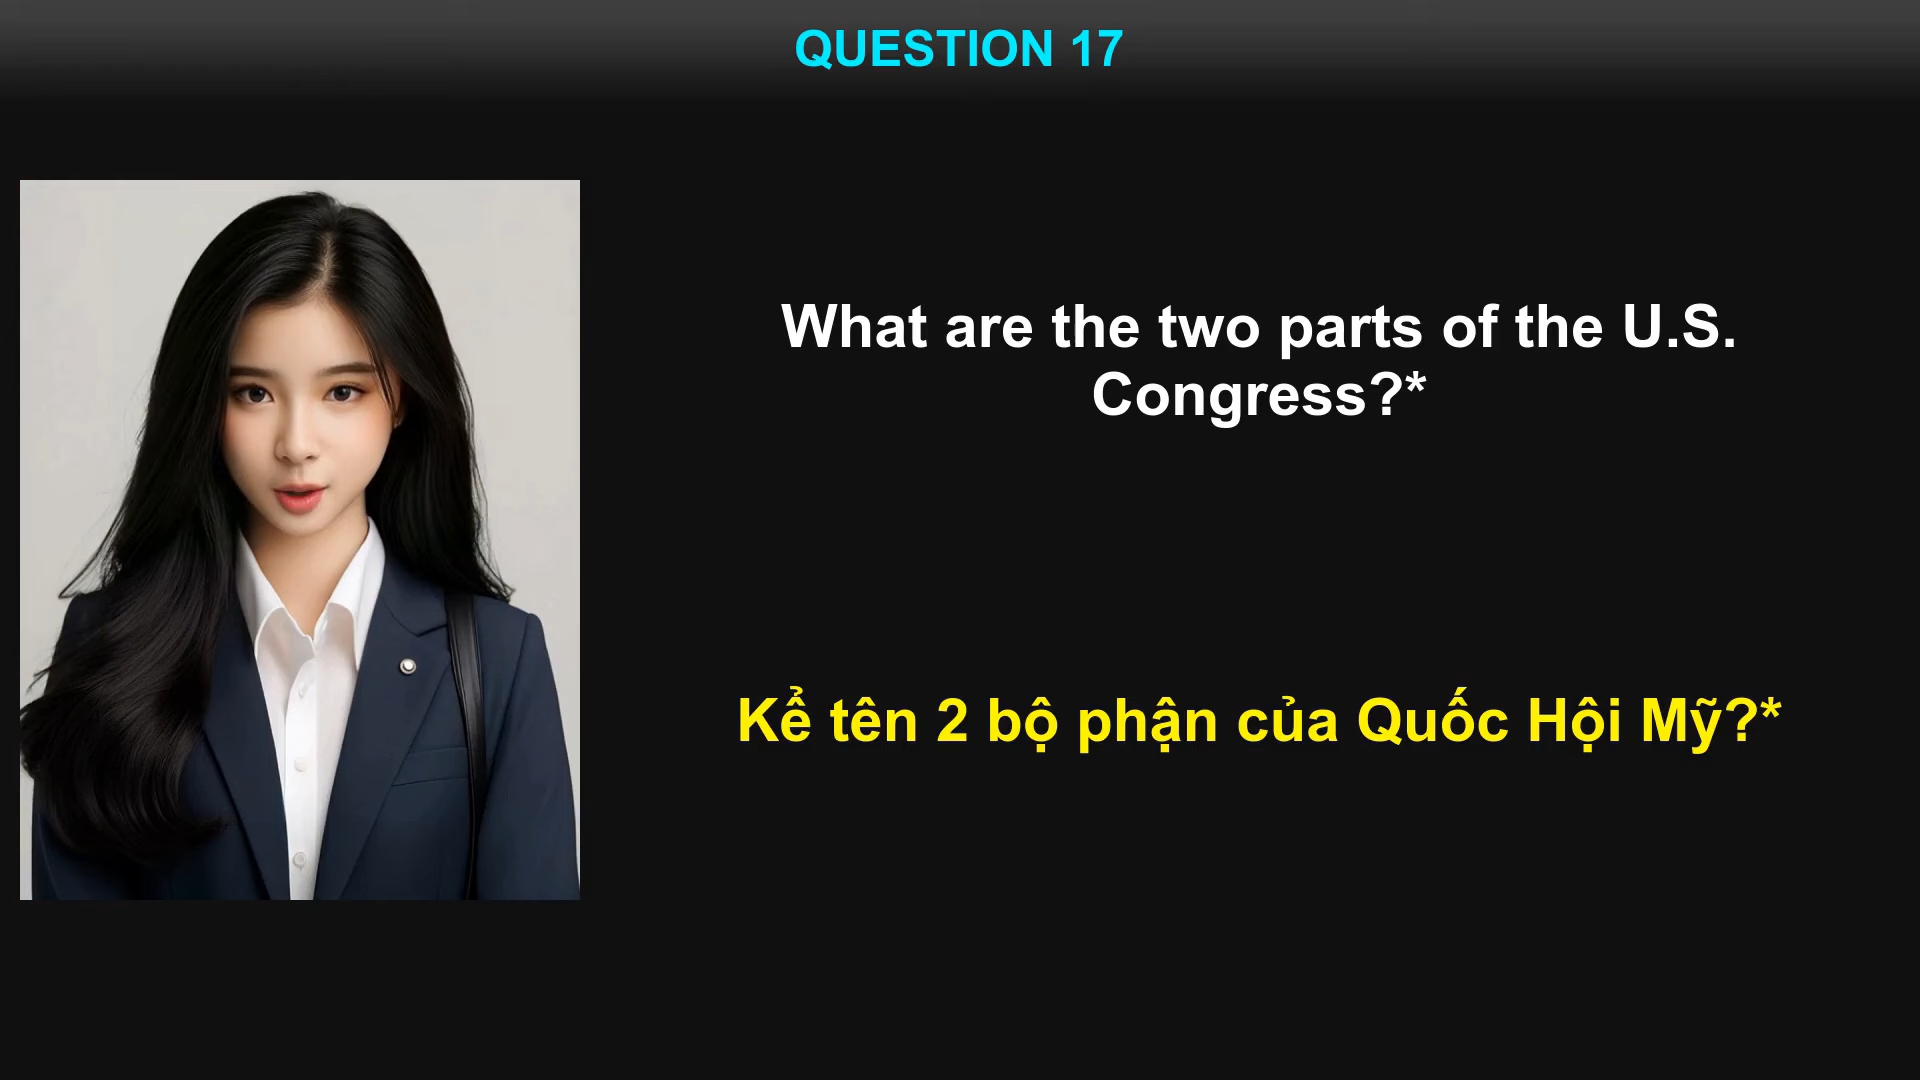 QUESTION 17
What are the two parts of the U.S.
Congress?*
Kể tên 2 bộ phận của Quốc Hội Mỹ?*